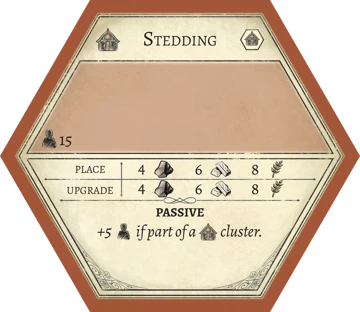 STEDDING
15
PLACE 4 6 8
UPGRADE 4 6 8
PASSIVE
+5 if part of a cluster.